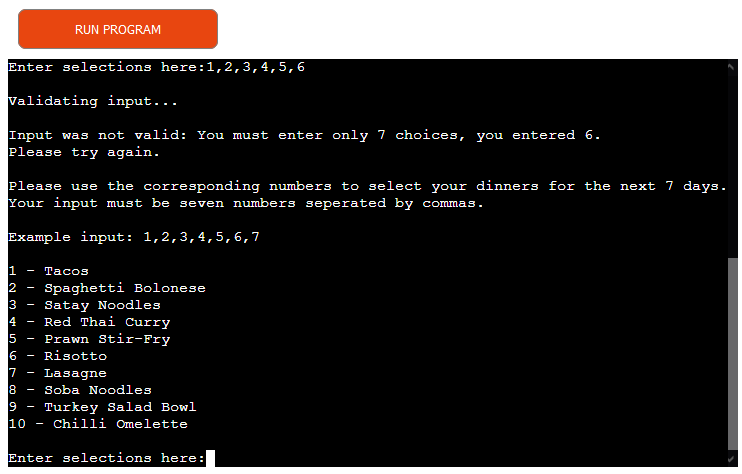 RUN PROGRAM
Enter selections here:1,2,3,4,5,6
Validating input...
Input was not valid: You must enter only 7 choices, you entered 6.
Please try again.
Please use the corresponding numbers to select your dinners for the next 7 days.
Your input must be seven numbers seperated by commas.
Example input: 1,2,3,4,5,6,7
1 - Tacos
2 - Spaghetti Bolonese
3 - Satay Noodles
4 - Red Thai Curry
5 - Prawn Stir-Fry
6 - Risotto
7 - Lasagne
8 - Soba Noodles
9 - Turkey Salad Bowl
10 - Chilli Omelette
Enter selections here: